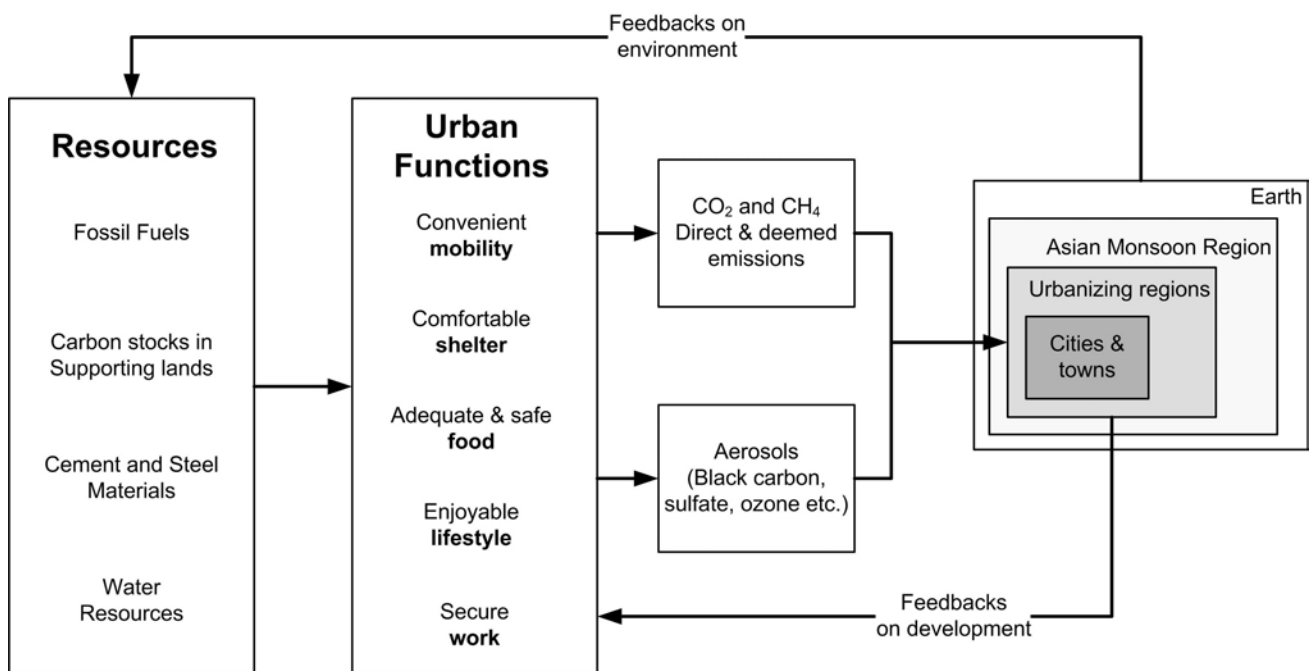 Feedbacks on
environment
Resources
Fossil Fuels
Carbon stocks in
Supporting lands
Cement and Steel
Materials
Water
Resources
Urban
Functions
Convenient
mobility
Comfortable
shelter
Adequate & safe
food
Enjoyable
lifestyle
Secure
work
CO₂ and CH₄
Direct & deemed
emissions
Aerosols
(Black carbon,
sulfate, ozone etc.)
Earth
Asian Monsoon Region
Urbanizing regions
Cities &
towns
Feedbacks
on development